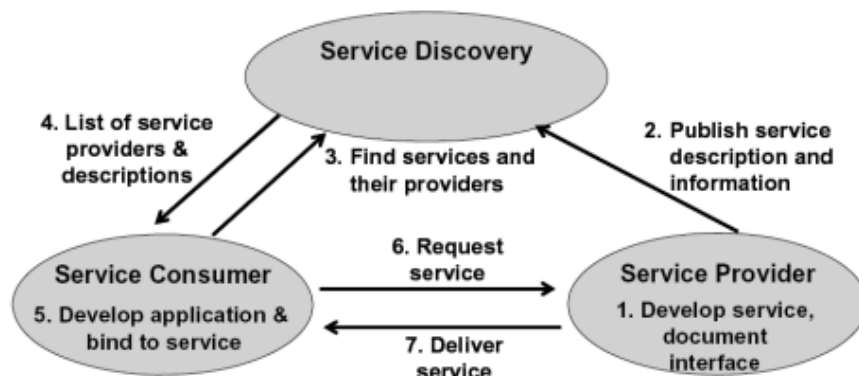 Service Discovery
4. List of service
providers &
descriptions
3. Find services and
their providers
2. Publish service
description and
information
Service Consumer
5. Develop application &
bind to service
6. Request
service
7. Deliver
service
Service Provider
1. Develop service,
document
interface